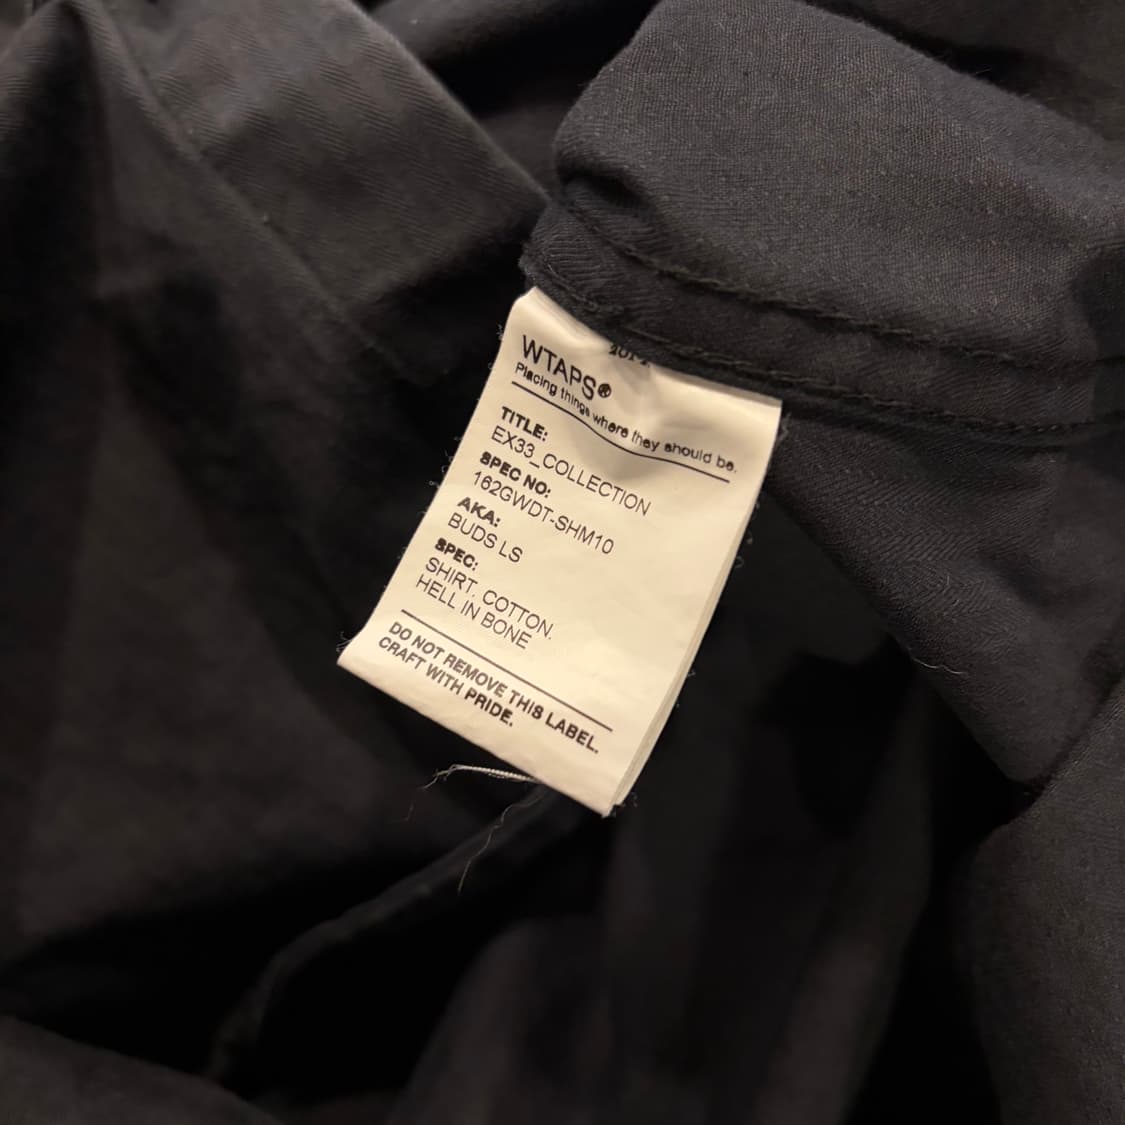 WTAPS®
Placing things where they should be.
TITLE:
EX33_COLLECTION
SPEC NO:
162GWDT-SHM10
AKA:
BUDS LS
SPEC:
SHIRT. COTTON.
HELL IN BONE
DO NOT REMOVE THIS LABEL.
CRAFT WITH PRIDE.